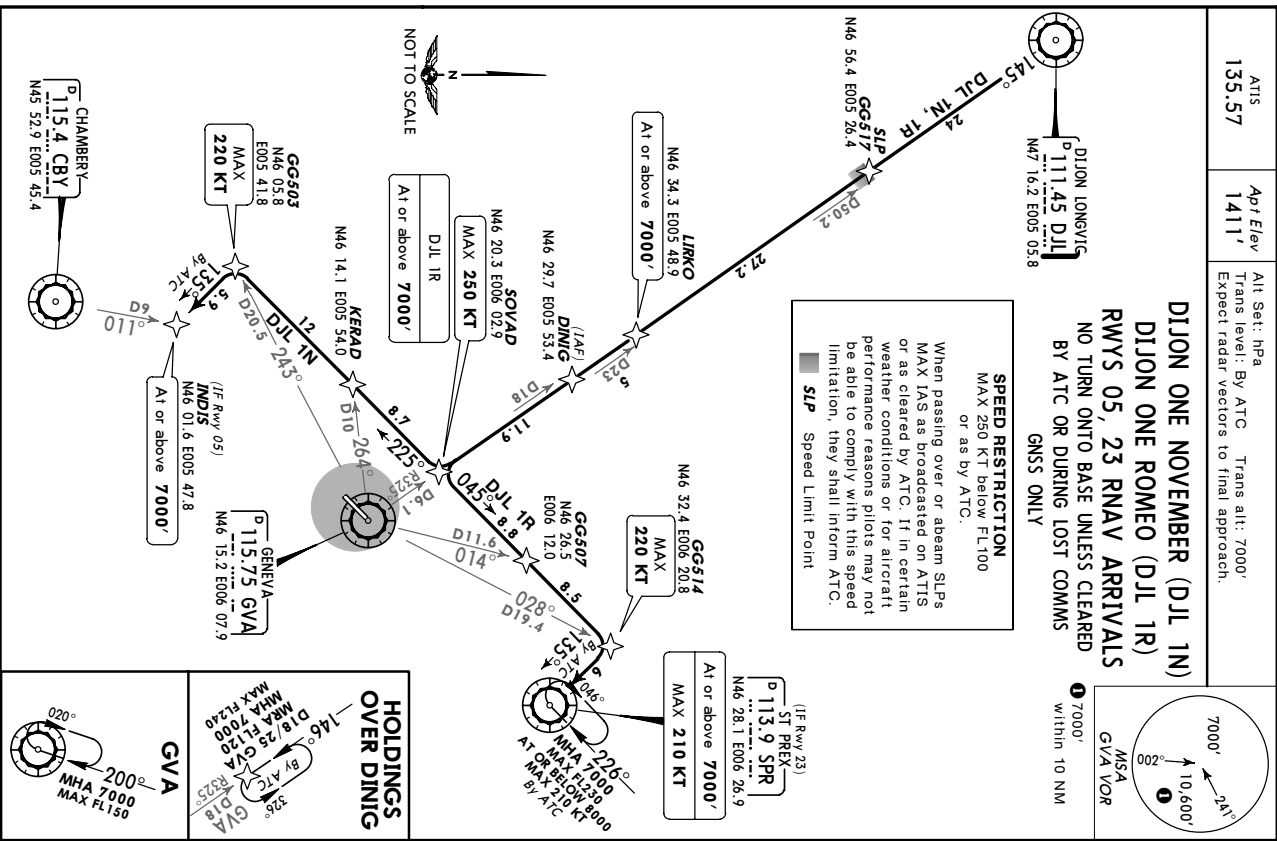 ATIS
135.57
Apt Elev
1411'
Alt Set: hPa
Trans level: By ATC Trans alt: 7000'
Expect radar vectors to final approach.
DIJON ONE NOVEMBER (DJL 1N)
DIJON ONE ROMEO (DJL 1R)
RWYS 05, 23 RNAV ARRIVALS
NO TURN ONTO BASE UNLESS CLEARED
BY ATC OR DURING LOST COMMS
GNSS ONLY
7000'
002°
10,600'
1
241°
MSA
GVA VOR
1 7000'
within 10 NM
SPEED RESTRICTION
MAX 250 KT below FL100
or as by ATC.
When passing over or abeam SLPs
MAX IAS as broadcasted on ATIS
or as cleared by ATC. If in certain
weather conditions or for aircraft
performance reasons pilots may not
be able to comply with this speed
limitation, they shall inform ATC.
SLP Speed Limit Point
DIJON LONGVIG
D 111.45 DJL
N47 16.2 E005 05.8
145°
DJL 1N, 1R
24
SLP
GG517
N46 56.4 E005 26.4
D50.2
27.2
LIRKO
N46 34.3 E005 48.9
At or above 7000'
D23
5
(IAF)
DINIG
N46 29.7 E005 53.4
D18
11.9
SOVAD
N46 20.3 E006 02.9
MAX 250 KT
DJL 1R
At or above 7000'
R325°
D6.1
045°
DJL 1R
8.8
GG507
N46 26.5
E006 12.0
D11.6
014°
8.5
GG514
N46 32.4 E006 20.8
MAX
220 KT
028°
D19.4
By ATC
135°
6
(IF Rwy 23)
ST PREX
D 113.9 SPR
N46 28.1 E006 26.9
At or above 7000'
MAX 210 KT
046°
226°
MHA 7000
MAX FL230
AT OR BELOW 8000
MAX 210 KT
By ATC
225°
8.7
KERAD
N46 14.1 E005 54.0
D10
264°
12
DJL 1N
D20.5
243°
GG503
N46 05.8
E005 41.8
MAX
220 KT
By ATC
135°
5.9
(IF Rwy 05)
INDIS
N46 01.6 E005 47.8
At or above 7000'
D9
011°
CHAMBERY
D 115.4 CBY
N45 52.9 E005 45.4
GENEVA
D 115.75 GVA
N46 15.2 E006 07.9
N
NOT TO SCALE
HOLDINGS
OVER DINIG
146°
D18/25 GVA
MRA FL120
MHA 7000
MAX FL240
By ATC
326°
GVA
D18
R325°
GVA
020°
200°
MHA 7000
MAX FL150